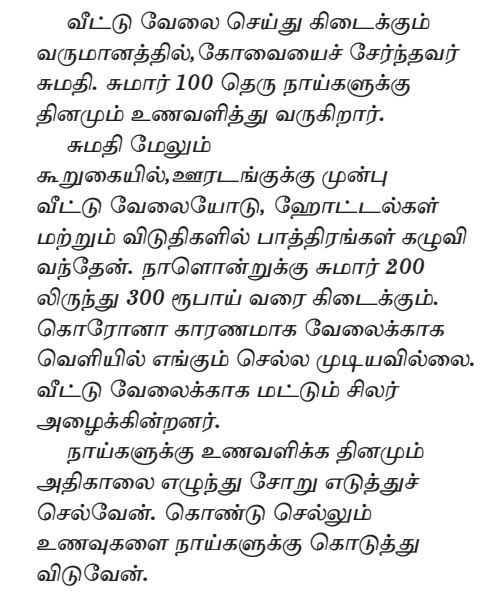 வீட்டு வேலை செய்து கிடைக்கும்
வருமானத்தில்,கோவையைச் சேர்ந்தவர்
சுமதி. சுமார் 100 தெரு நாய்களுக்கு
தினமும் உணவளித்து வருகிறார்.
சுமதி மேலும்
கூறுகையில்,ஊரடங்குக்கு முன்பு
வீட்டு வேலையோடு, ஹோட்டல்கள்
மற்றும் விடுதிகளில் பாத்திரங்கள் கழுவி
வந்தேன். நாளொன்றுக்கு சுமார் 200
லிருந்து 300 ரூபாய் வரை கிடைக்கும்.
கொரோனா காரணமாக வேலைக்காக
வெளியில் எங்கும் செல்ல முடியவில்லை.
வீட்டு வேலைக்காக மட்டும் சிலர்
அழைக்கின்றனர்.
நாய்களுக்கு உணவளிக்க தினமும்
அதிகாலை எழுந்து சோறு எடுத்துச்
செல்வேன். கொண்டு செல்லும்
உணவுகளை நாய்களுக்கு கொடுத்து
விடுவேன்.